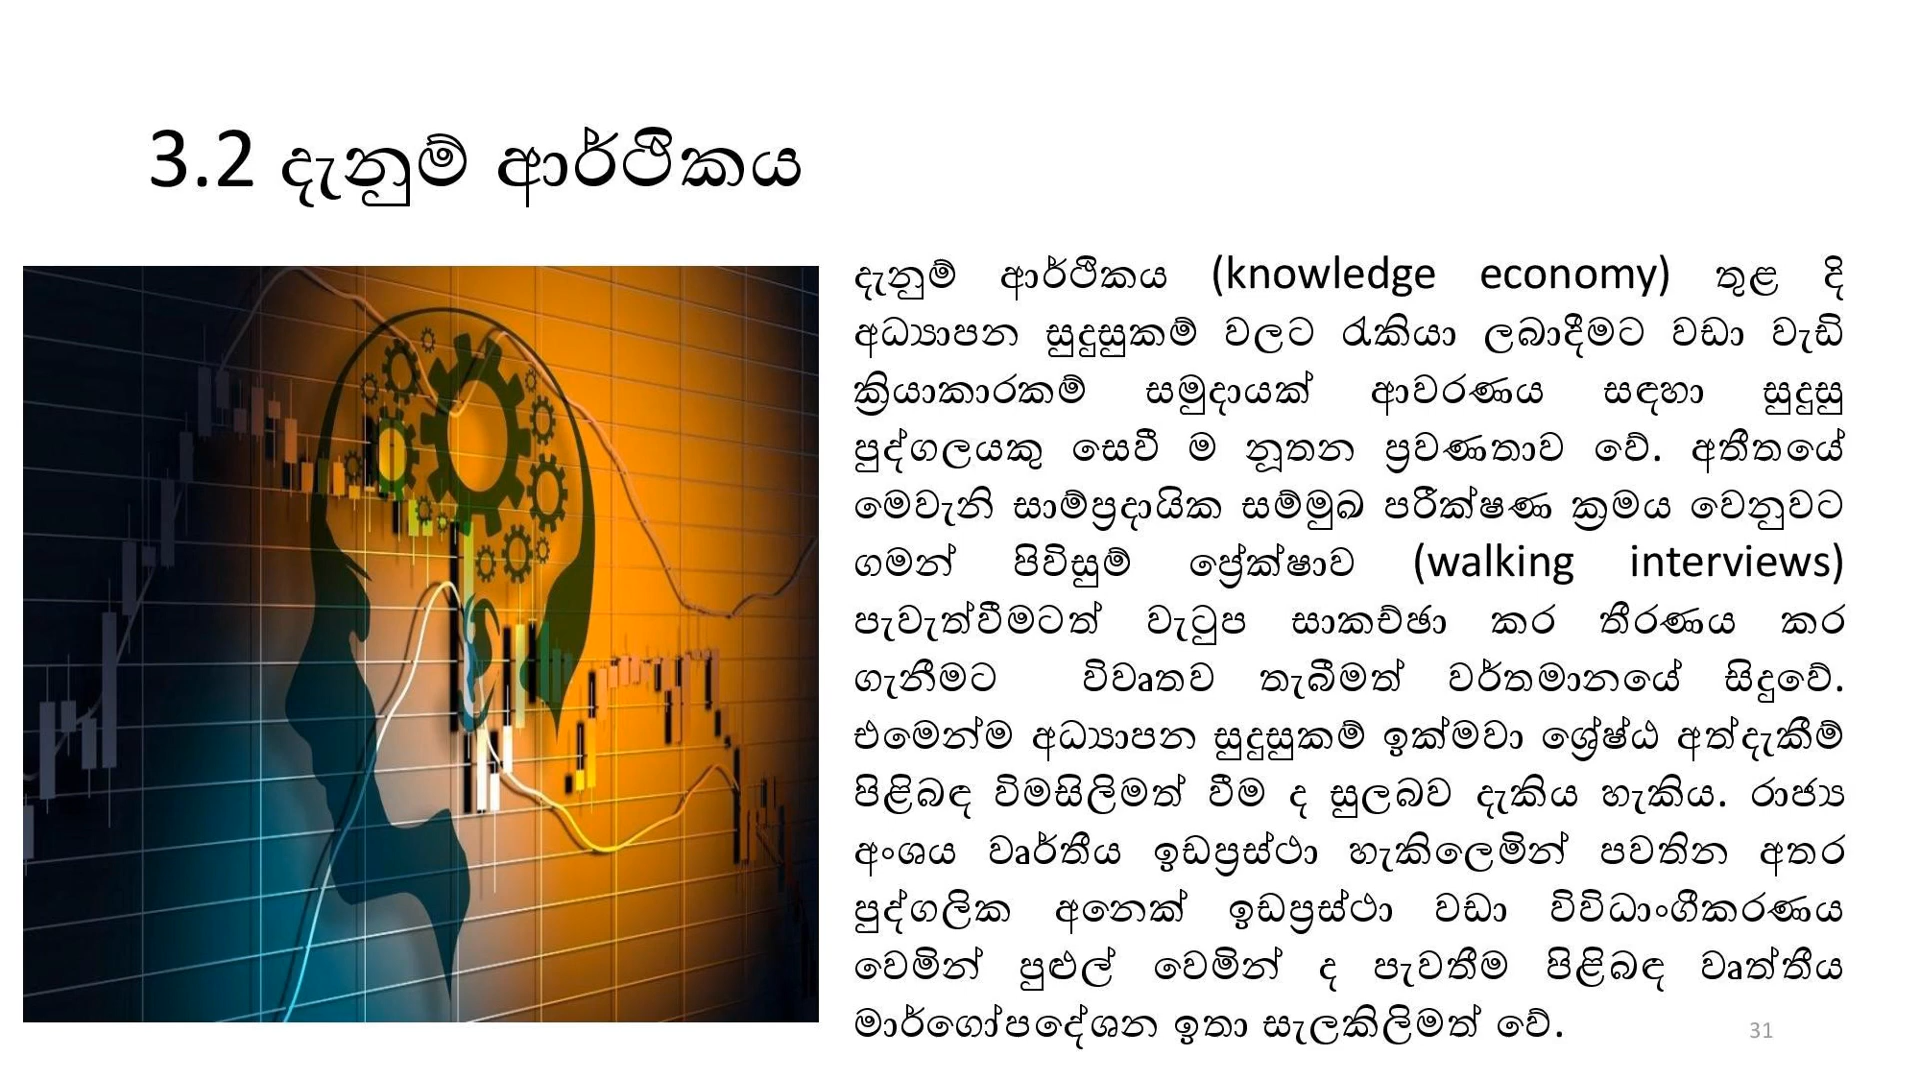 3.2 දැනුම් ආර්ථිකය
දැනුම් ආර්ථිකය (knowledge economy) තුළ දි
අධ්‍යාපන සුදුසුකම් වලට රැකියා ලබාදීමට වඩා වැඩි
ක්‍රියාකාරකම් සමුදායක් ආවරණය සඳහා සුදුසු
පුද්ගලයකු සෙවී ම නූතන ප්‍රවණතාව වේ. අතීතයේ
මෙවැනි සාම්ප්‍රදායික සම්මුඛ පරීක්ෂණ ක්‍රමය වෙනුවට
ගමන් පිවිසුම් ප්‍රේක්ෂාව (walking interviews)
පැවැත්වීමටත් වැටුප සාකච්ඡා කර තීරණය කර
ගැනීමට විවෘතව තැබීමත් වර්තමානයේ සිදුවේ.
එමෙන්ම අධ්‍යාපන සුදුසුකම් ඉක්මවා ශ්‍රේෂ්ඨ අත්දැකීම්
පිළිබඳ විමසිලිමත් වීම ද සුලබව දැකිය හැකිය. රාජ්‍ය
අංශය වෘර්තීය ඉඩප්‍රස්ථා හැකිලෙමින් පවතින අතර
පුද්ගලික අනෙක් ඉඩප්‍රස්ථා වඩා විවිධාංගීකරණය
වෙමින් පුළුල් වෙමින් ද පැවතීම පිළිබඳ වෘත්තීය
මාර්ගෝපදේශන ඉතා සැලකිලිමත් වේ.
31